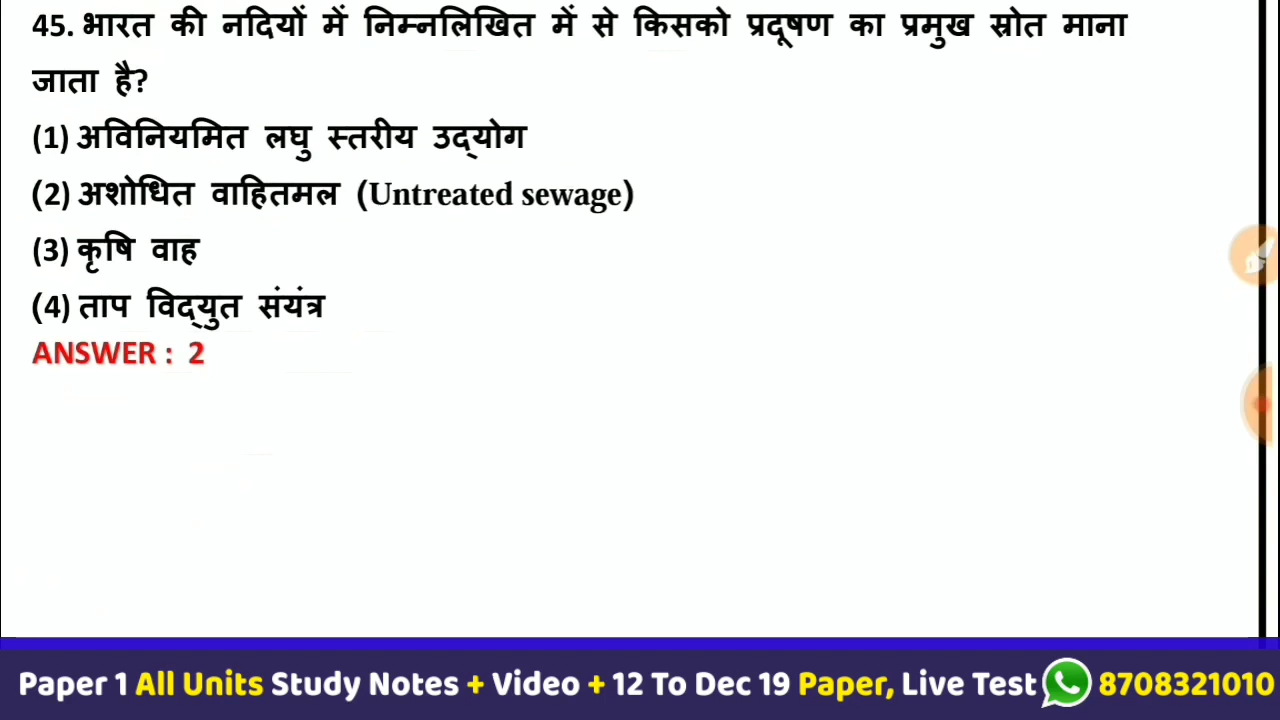 45. भारत की नदियों में निम्नलिखित में से किसको प्रदूषण का प्रमुख स्रोत माना
जाता है?
(1) अविनियमित लघु स्तरीय उद्योग
(2) अशोधित वाहितमल (Untreated sewage)
(3) कृषि वाह
(4) ताप विद्युत संयंत्र
ANSWER : 2
Paper 1 All Units Study Notes + Video + 12 To Dec 19 Paper, Live Test 8708321010